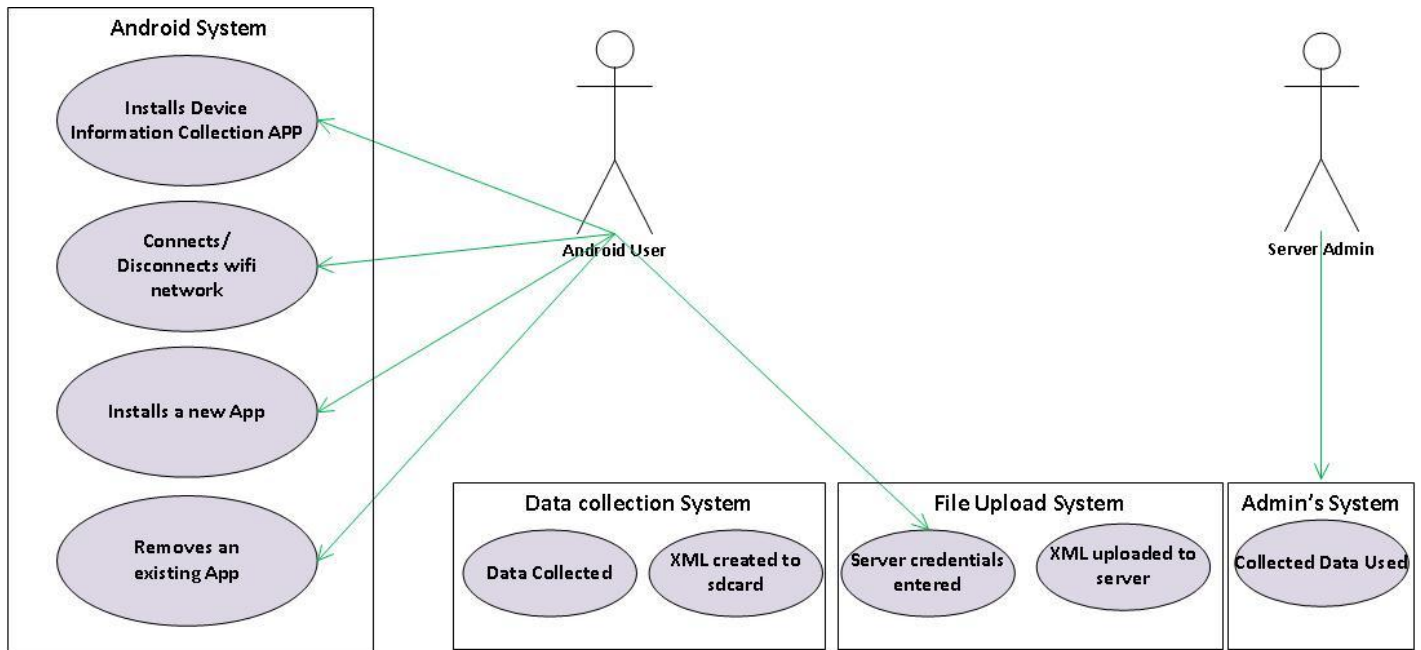 Android System
Installs Device
Information Collection APP
Connects/
Disconnects wifi
network
Installs a new App
Removes an
existing App
Android User
Server Admin
Data collection System
Data Collected
XML created to
sdcard
File Upload System
Server credentials
entered
XML uploaded to
server
Admin's System
Collected Data Used